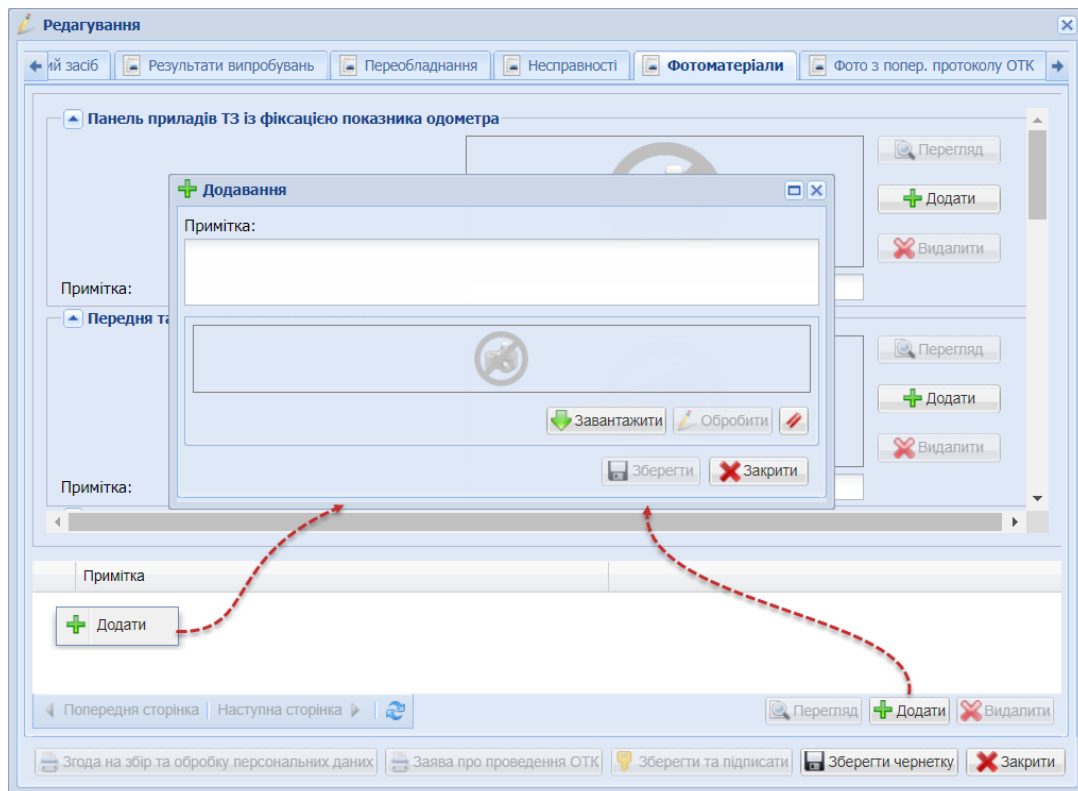 Редагування
ий засіб Результати випробувань Переобладнання Несправності Фотоматеріали Фото з попер. протоколу ОТК
Панель приладів ТЗ із фіксацією показника одометра
Перегляд
Додати
Видалити
Примітка:
Додавання
Примітка:
Завантажити Обробити
Зберегти Закрити
Передня та
Перегляд
Додати
Видалити
Примітка:
Примітка
Додати
Попередня сторінка Наступна сторінка
Перегляд Додати Видалити
Згода на збір та обробку персональних даних Заява про проведення ОТК Зберегти та підписати Зберегти чернетку Закрити